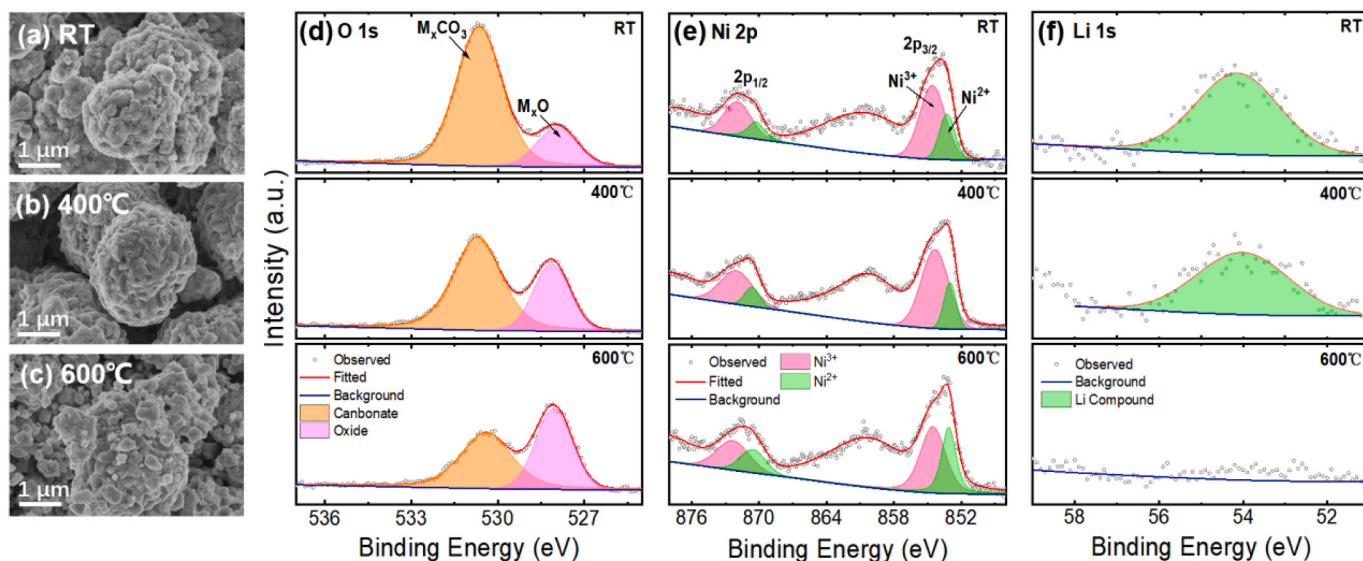 (a) RT
1 μm
(b) 400℃
1 μm
(c) 600℃
1 μm
Intensity (a.u.)
(d) O 1s
RT
MₓCO₃
MₓO
400℃
600℃
Observed
Fitted
Background
Canbonate
Oxide
536
533
530
527
Binding Energy (eV)
(e) Ni 2p
RT
2p₃/₂
2p₁/₂
Ni³⁺
Ni²⁺
400℃
600℃
Observed
Fitted
Background
Ni³⁺
Ni²⁺
876
870
864
858
852
Binding Energy (eV)
(f) Li 1s
RT
400℃
600℃
Observed
Background
Li Compound
58
56
54
52
Binding Energy (eV)